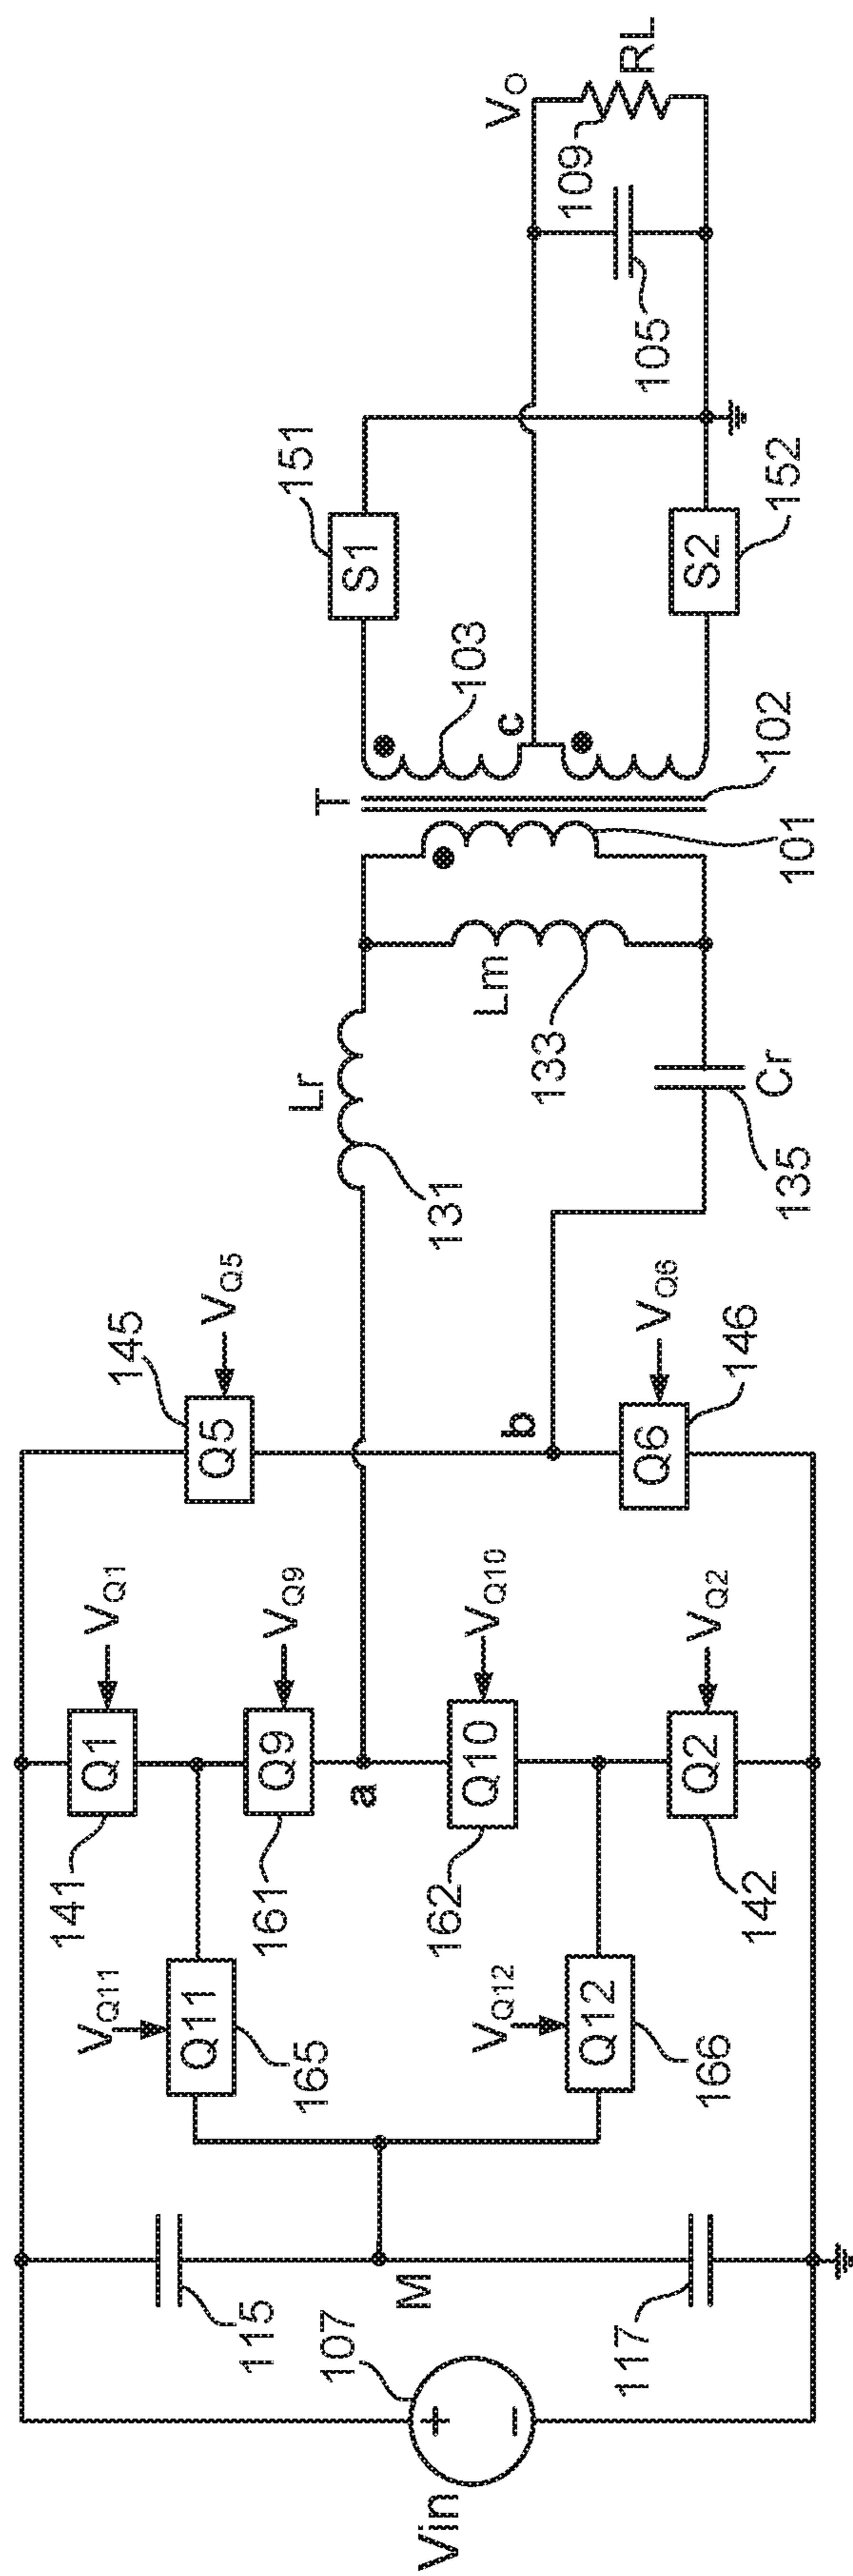 Vin
107
115
117
M
VQ11
Q11
165
VQ12
Q12
166
141
Q1
VQ1
161
Q9
VQ9
a
162
Q10
VQ10
142
Q2
VQ2
145
Q5
VQ5
b
Q6
VQ6
146
Lr
131
Lm
133
Cr
135
T
101
102
103
c
S1
151
S2
152
105
109
VO
RL